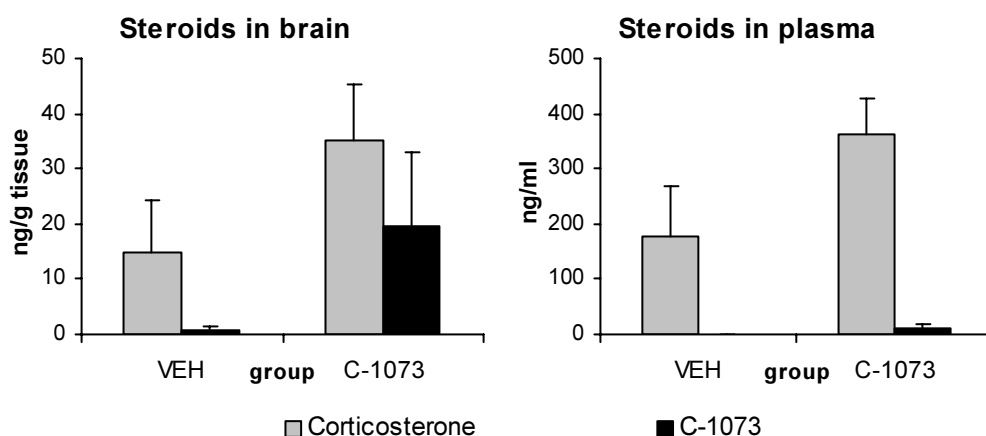 Steroids in brain
50
40
30
20
10
0
ng/g tissue
VEH group C-1073
Steroids in plasma
500
400
300
200
100
0
ng/ml
VEH group C-1073
Corticosterone C-1073